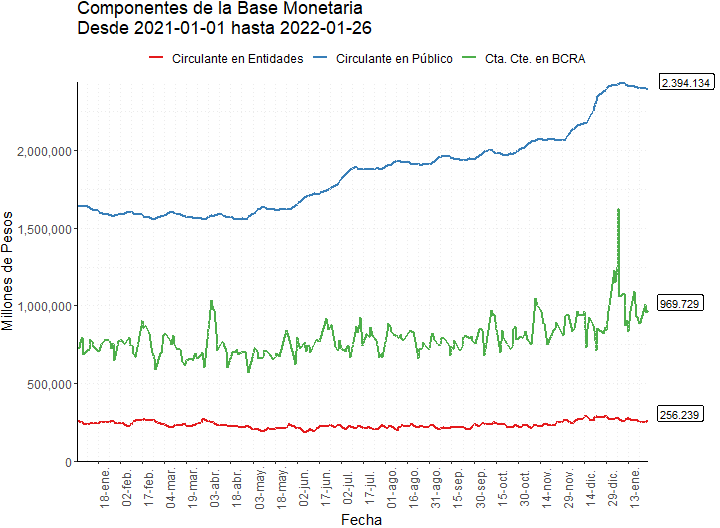 Componentes de la Base Monetaria
Desde 2021-01-01 hasta 2022-01-26
Circulante en Entidades Circulante en Público Cta. Cte. en BCRA
Millones de Pesos
2,000,000
1,500,000
1,000,000
500,000
0
2.394.134
969.729
256.239
18-ene.
02-feb.
17-feb.
04-mar.
19-mar.
03-abr.
18-abr.
03-may.
18-may.
02-jun.
17-jun.
02-jul.
17-jul.
01-ago.
16-ago.
31-ago.
15-sep.
30-sep.
15-oct.
30-oct.
14-nov.
29-nov.
14-dic.
29-dic.
13-ene.
Fecha